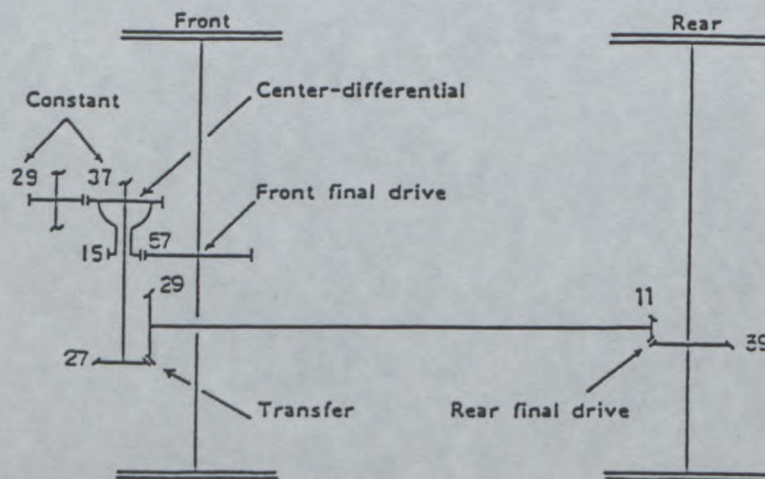 Front
Rear
Constant
Center-differential
29
37
Front final drive
15
57
29
11
27
39
Transfer
Rear final drive